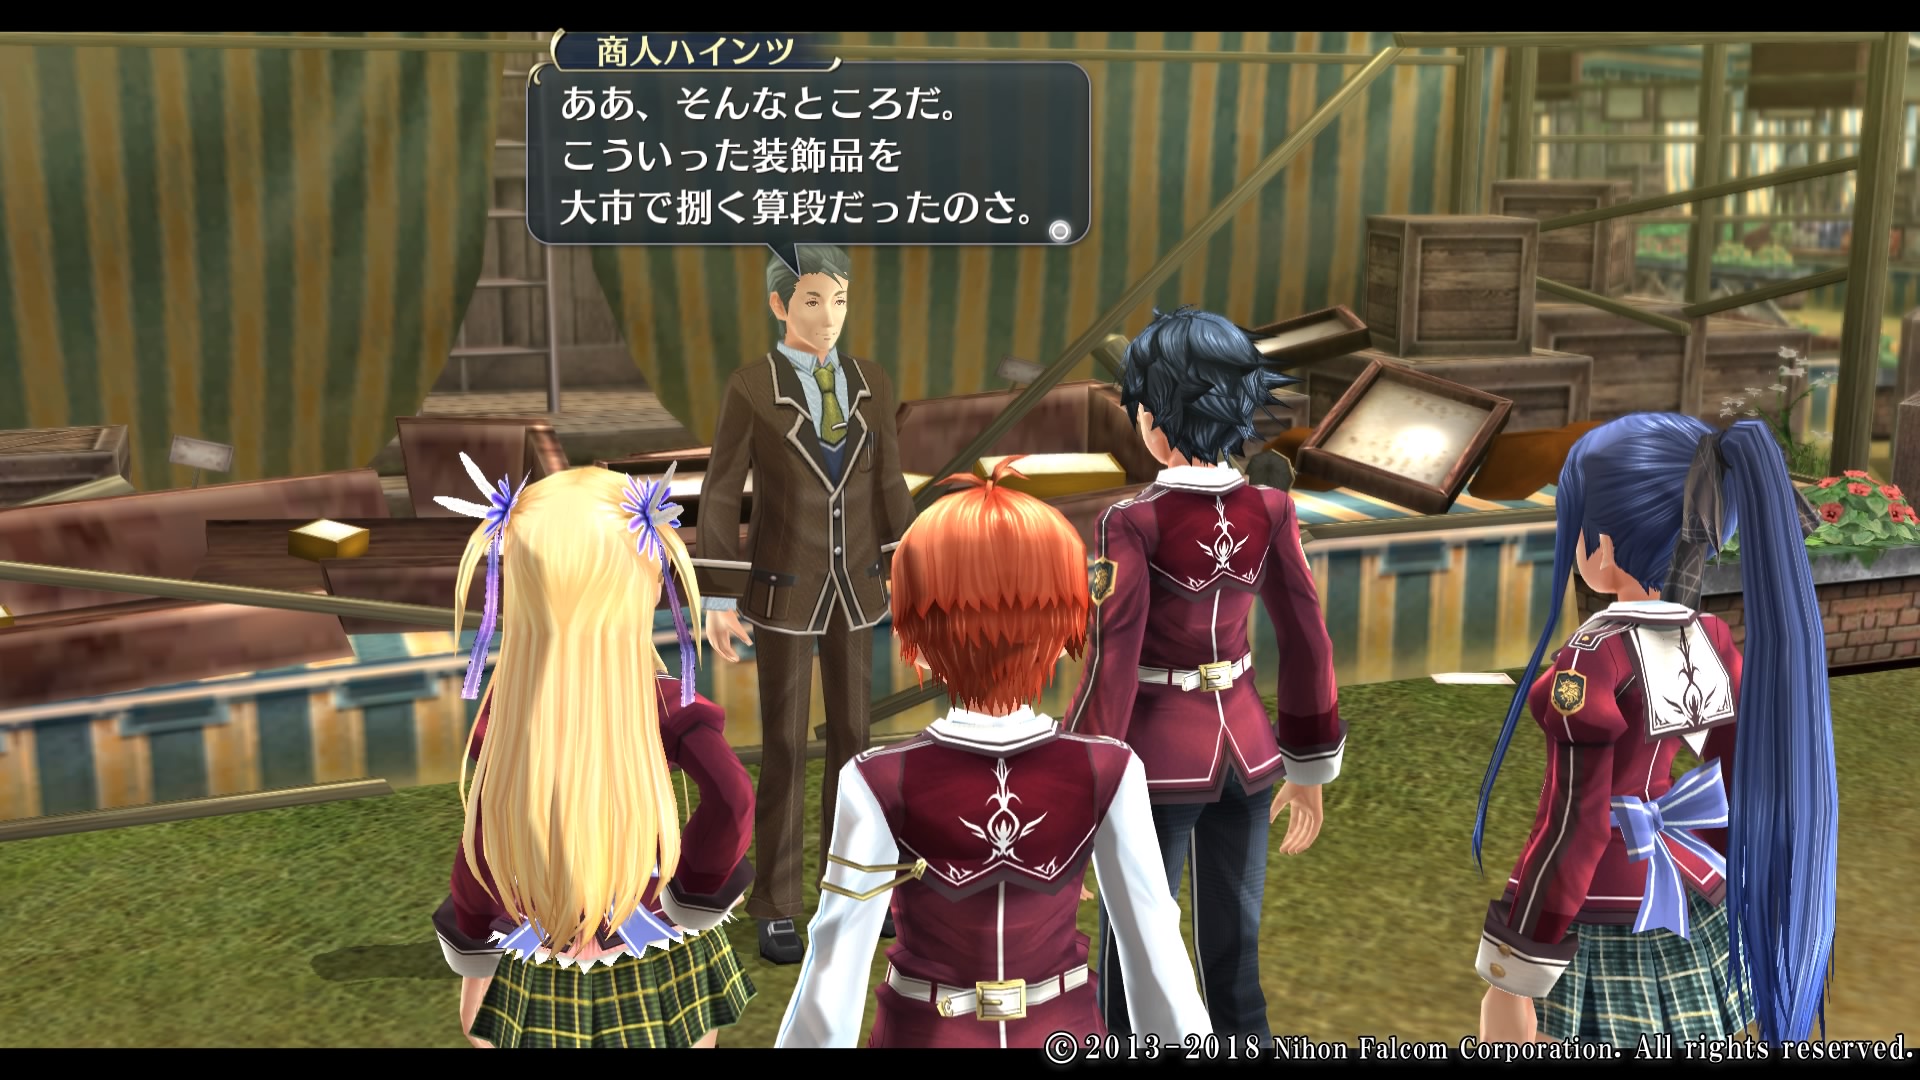 商人ハインツ
ああ、そんなところだ。
こういった装飾品を
大市で捌く算段だったのさ。
©2013-2018 Nihon Falcom Corporation. All rights reserved.